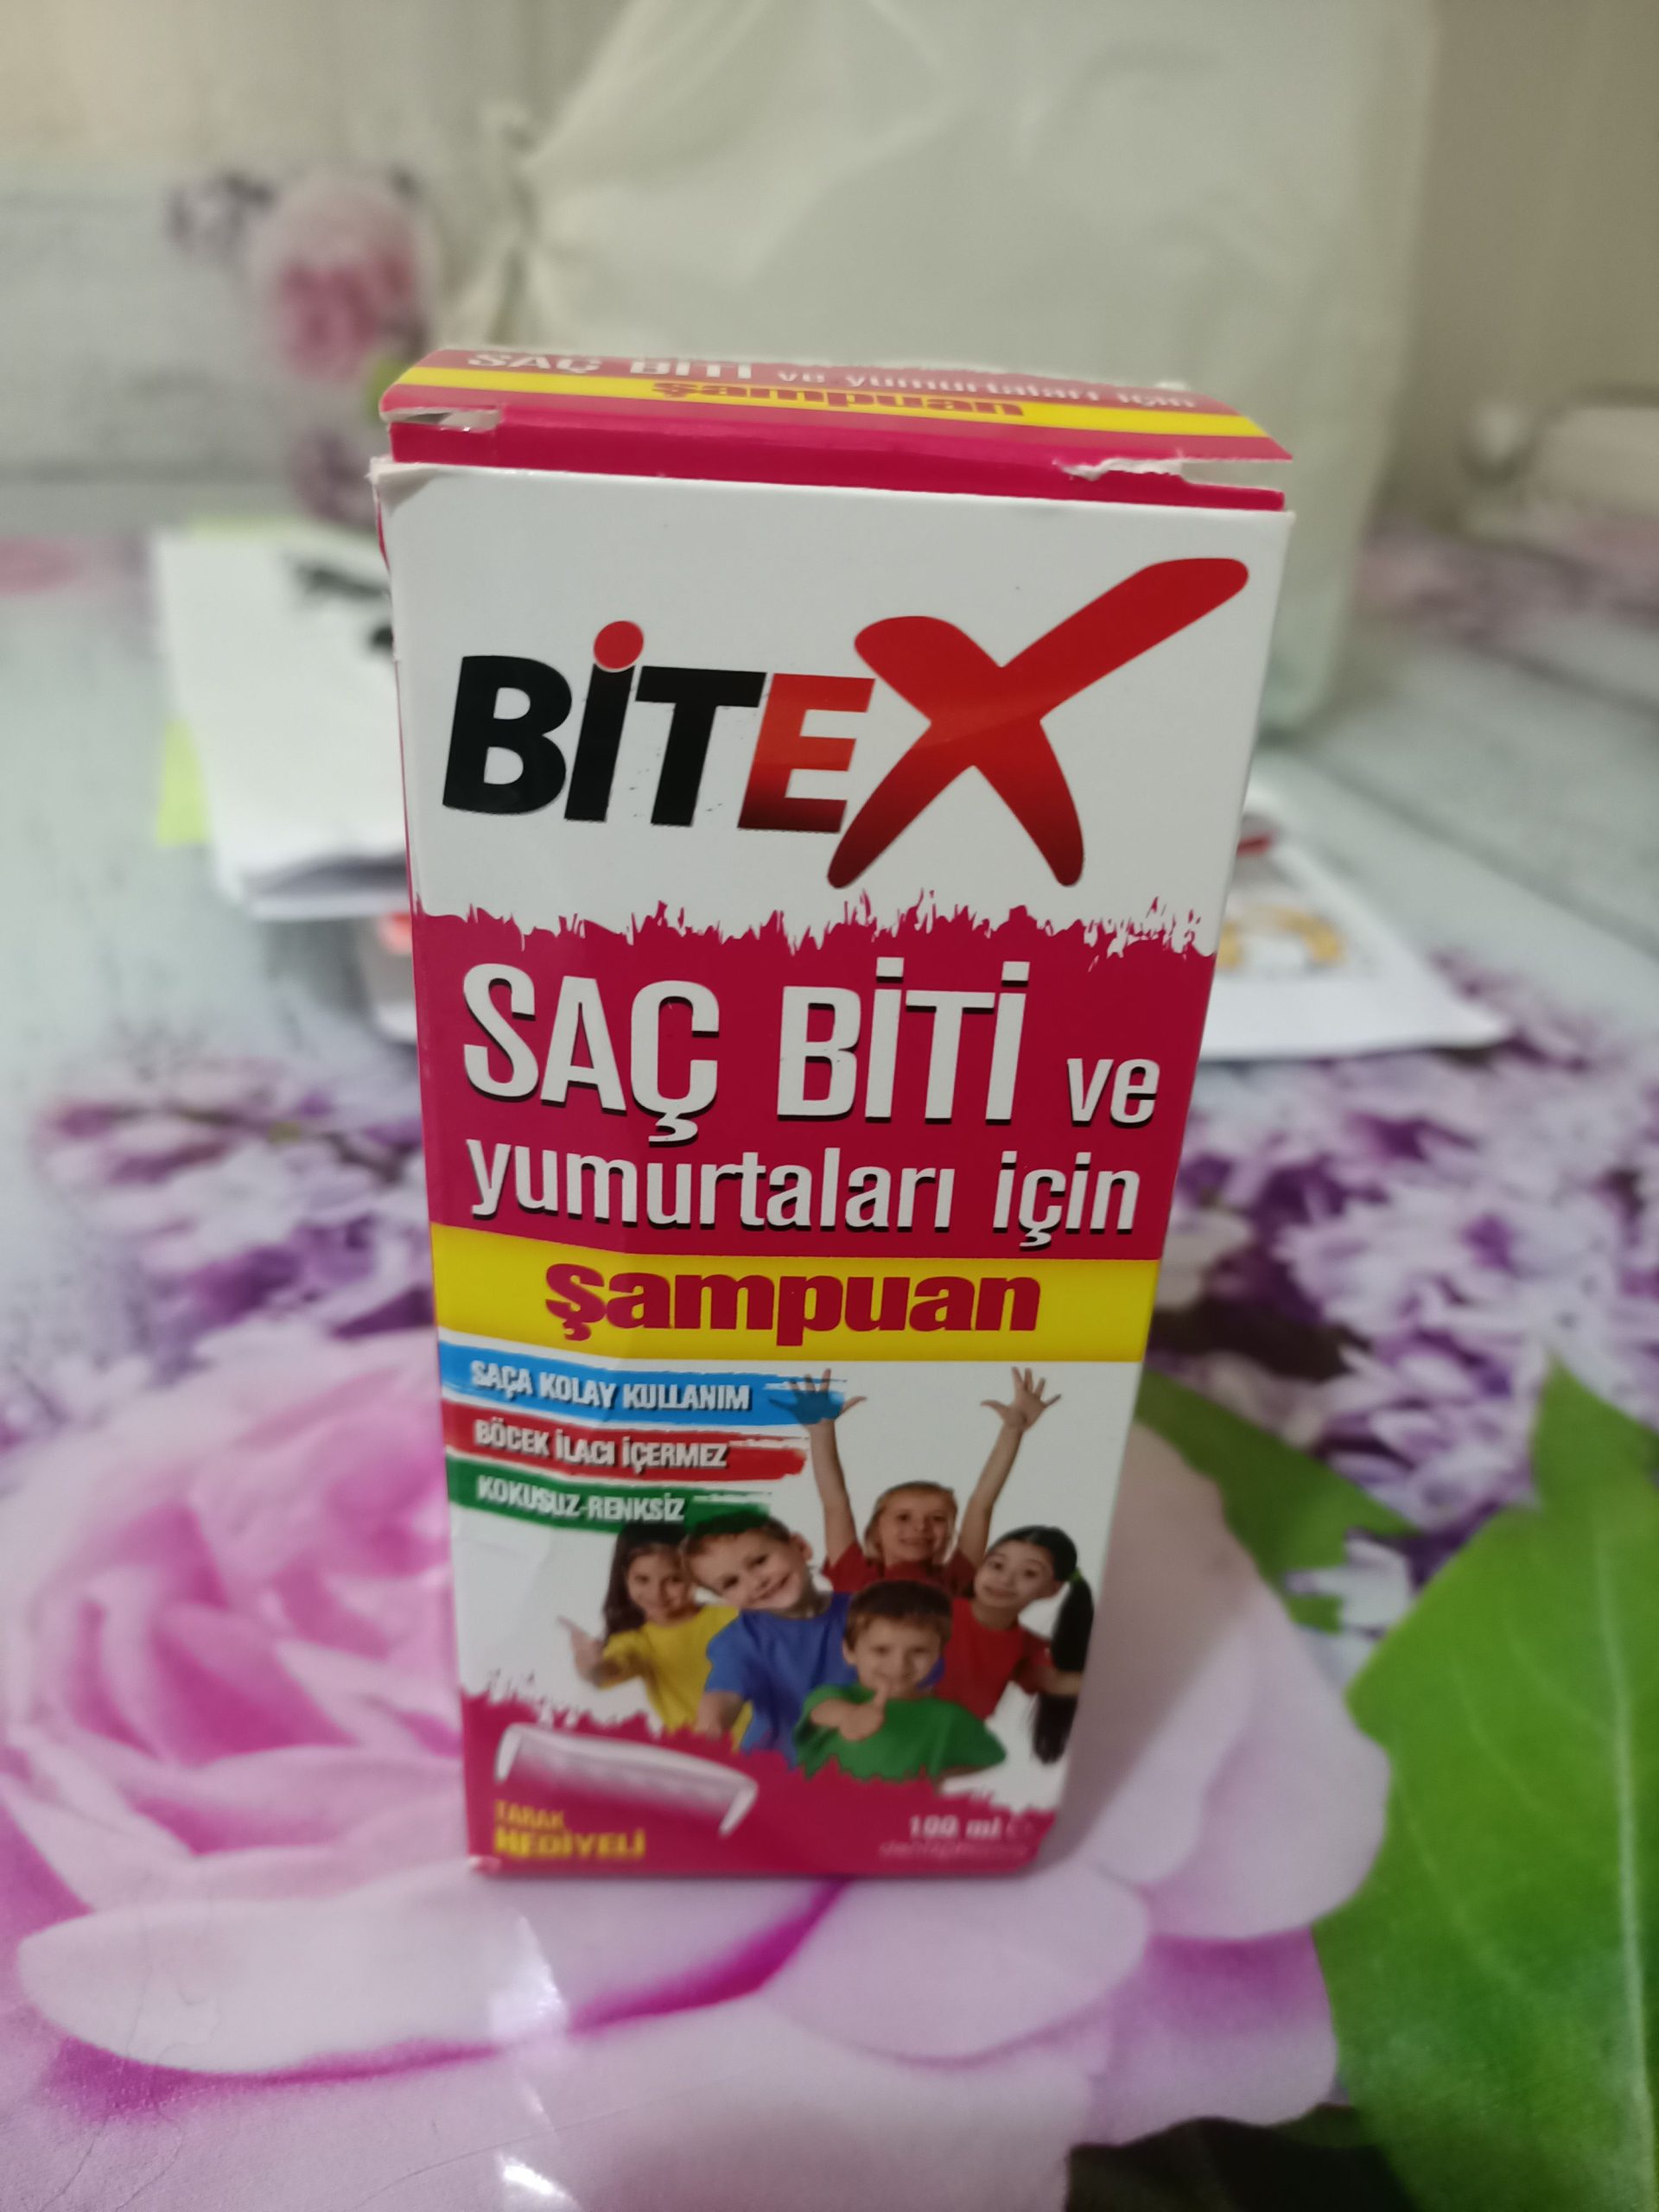 SAÇ BİTİ ve yumurtaları için
şampuan
BİTEX
SAÇ BİTİ ve
yumurtaları için
şampuan
SAÇA KOLAY KULLANIM
BÖCEK İLACI İÇERMEZ
KOKUSUZ-RENKSİZ
TARAK
HEDİYELİ
100 ml e